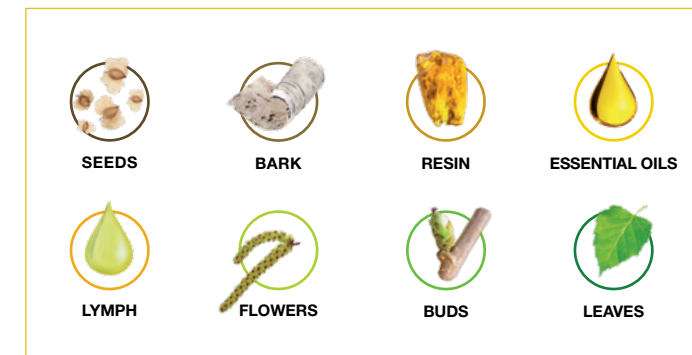 SEEDS
BARK
RESIN
ESSENTIAL OILS
LYMPH
FLOWERS
BUDS
LEAVES